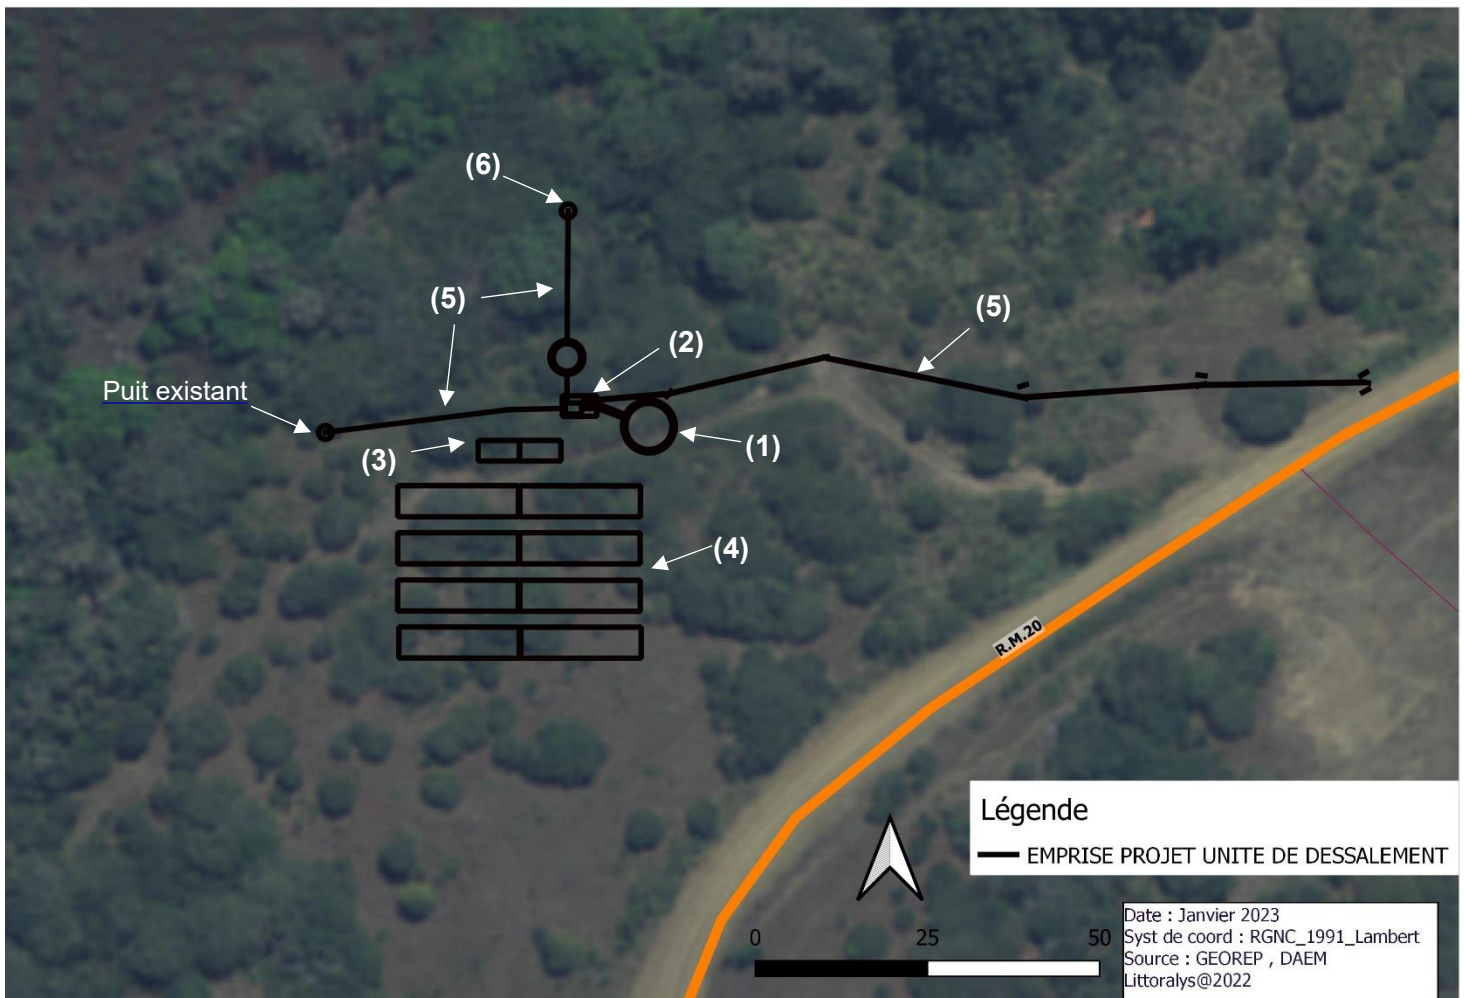 (6)
(5)
(5)
(2)
Puit existant
(3)
(1)
(4)
R.M.20
Légende
EMPRISE PROJET UNITE DE DESSALEMENT
0 25 50
Date : Janvier 2023
Syst de coord : RGNC_1991_Lambert
Source : GEOREP , DAEM
Littoralys@2022